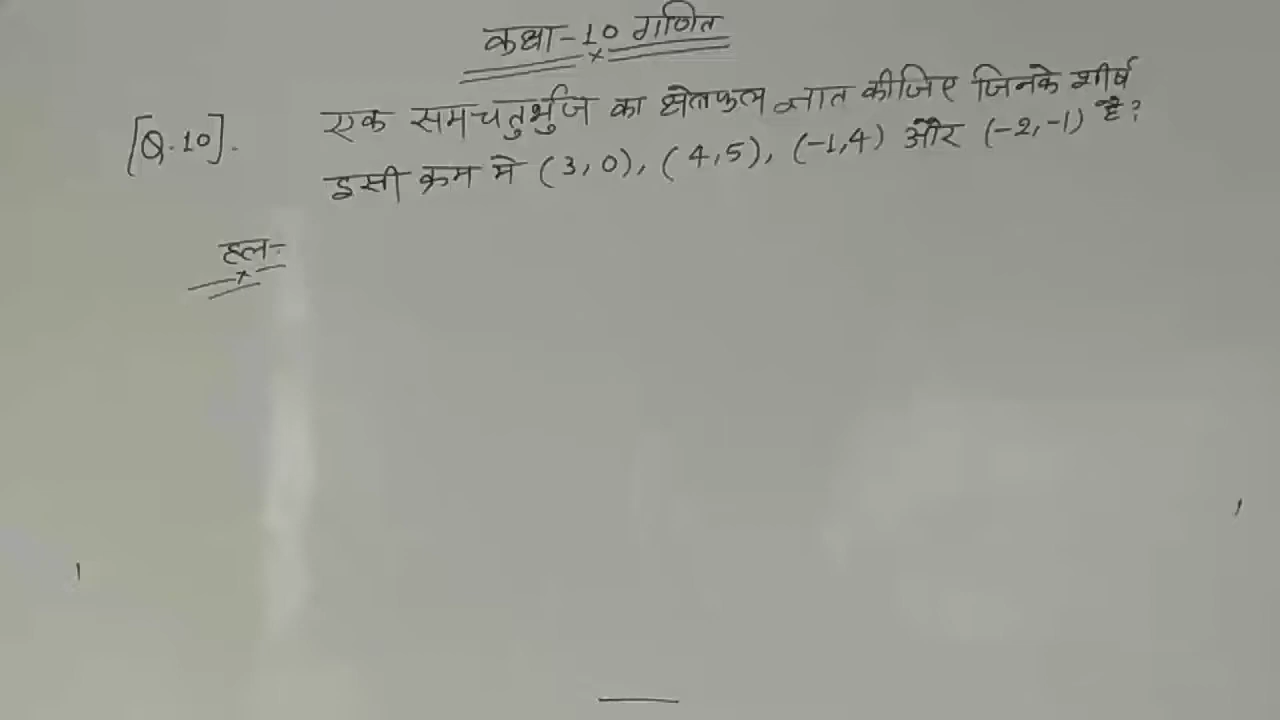 कक्षा-10 गणित
[Q.10]. एक समचतुर्भुज का क्षेत्रफल ज्ञात कीजिए जिनके शीर्ष
इसी क्रम मे (3,0), (4,5), (-1,4) और (-2,-1) है?
हल-